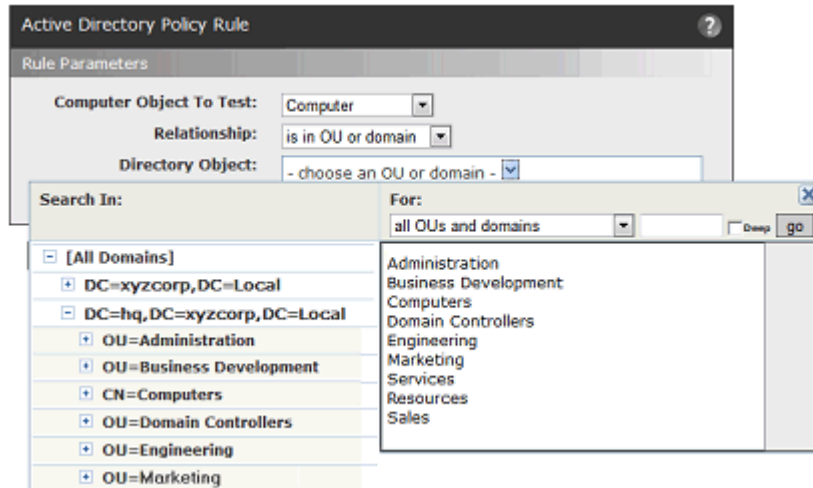 Active Directory Policy Rule ?
Rule Parameters
Computer Object To Test: Computer
Relationship: is in OU or domain
Directory Object: - choose an OU or domain -
Search In:
For:
all OUs and domains Deep go
[All Domains]
DC=xyzcorp,DC=Local
DC=hq,DC=xyzcorp,DC=Local
OU=Administration
OU=Business Development
CN=Computers
OU=Domain Controllers
OU=Engineering
OU=Marketing
Administration
Business Development
Computers
Domain Controllers
Engineering
Marketing
Services
Resources
Sales